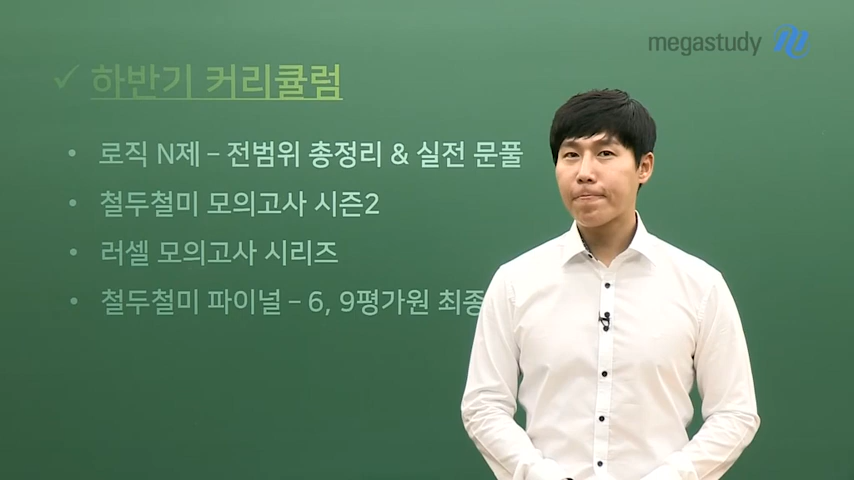 megastudy
✓ 하반기 커리큘럼
• 로직 N제 – 전범위 총정리 & 실전 문풀
• 철두철미 모의고사 시즌2
• 러셀 모의고사 시리즈
• 철두철미 파이널 – 6, 9평가원 최종